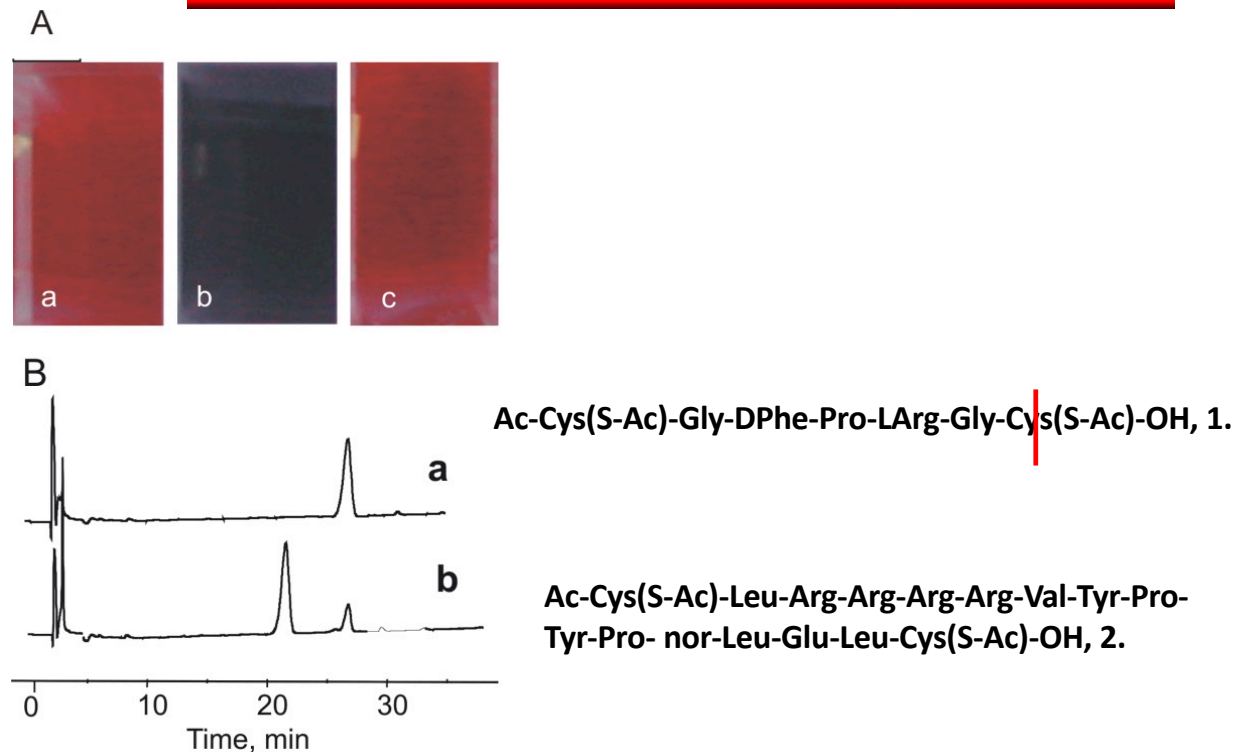 A
a
b
c
B
Ac-Cys(S-Ac)-Gly-DPhe-Pro-LArg-Gly-Cys(S-Ac)-OH, 1.
a
b
Ac-Cys(S-Ac)-Leu-Arg-Arg-Arg-Arg-Val-Tyr-Pro-
Tyr-Pro- nor-Leu-Glu-Leu-Cys(S-Ac)-OH, 2.
0 10 20 30
Time, min